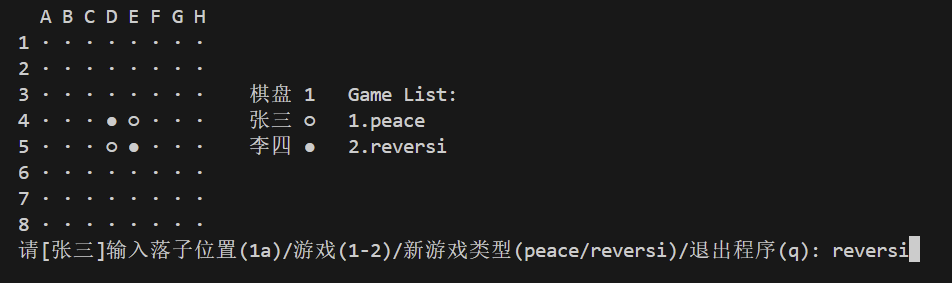 A B C D E F G H
1 · · · · · · · ·
2 · · · · · · · ·
3 · · · · · · · · 棋盘 1 Game List:
4 · · · ● ○ · · · 张三 ○ 1.peace
5 · · · ○ ● · · · 李四 ● 2.reversi
6 · · · · · · · ·
7 · · · · · · · ·
8 · · · · · · · ·
请[张三]输入落子位置(1a)/游戏(1-2)/新游戏类型(peace/reversi)/退出程序(q): reversi